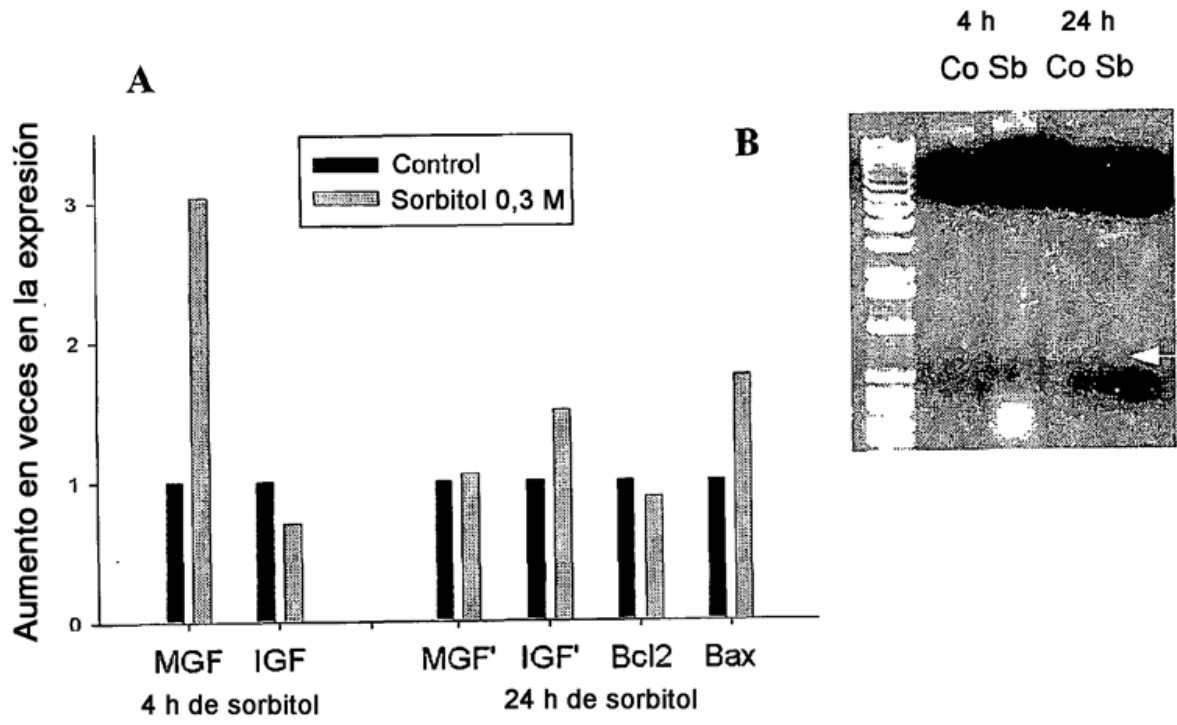 A
Aumento en veces en la expresión
3
2
1
0
Control
Sorbitol 0,3 M
MGF IGF MGF' IGF' Bcl2 Bax
4 h de sorbitol 24 h de sorbitol
B
4 h 24 h
Co Sb Co Sb